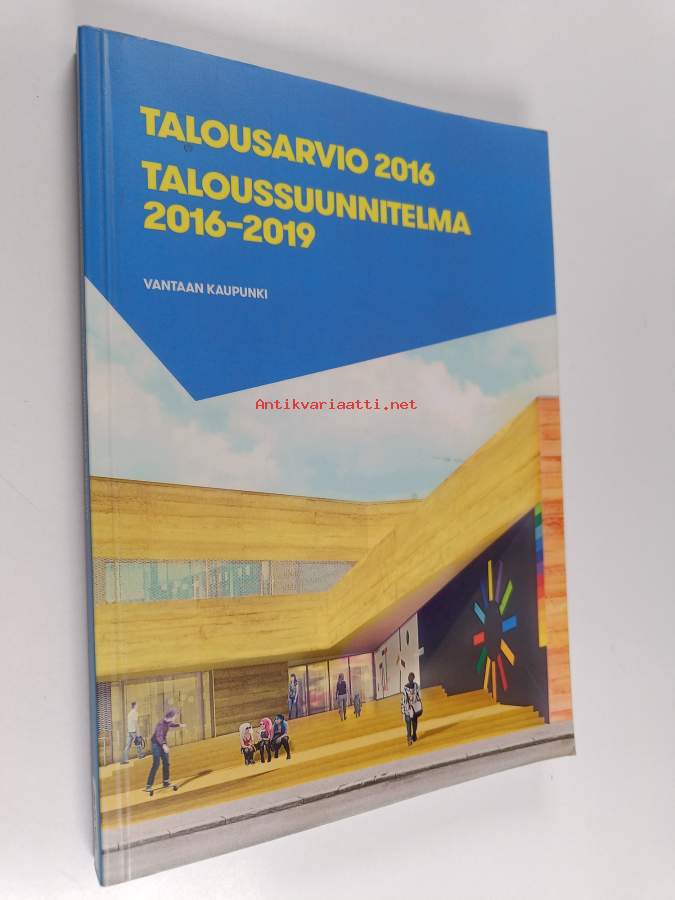 TALOUSARVIO 2016
TALOUSSUUNNITELMA
2016–2019
VANTAAN KAUPUNKI
Antikvariaatti.net